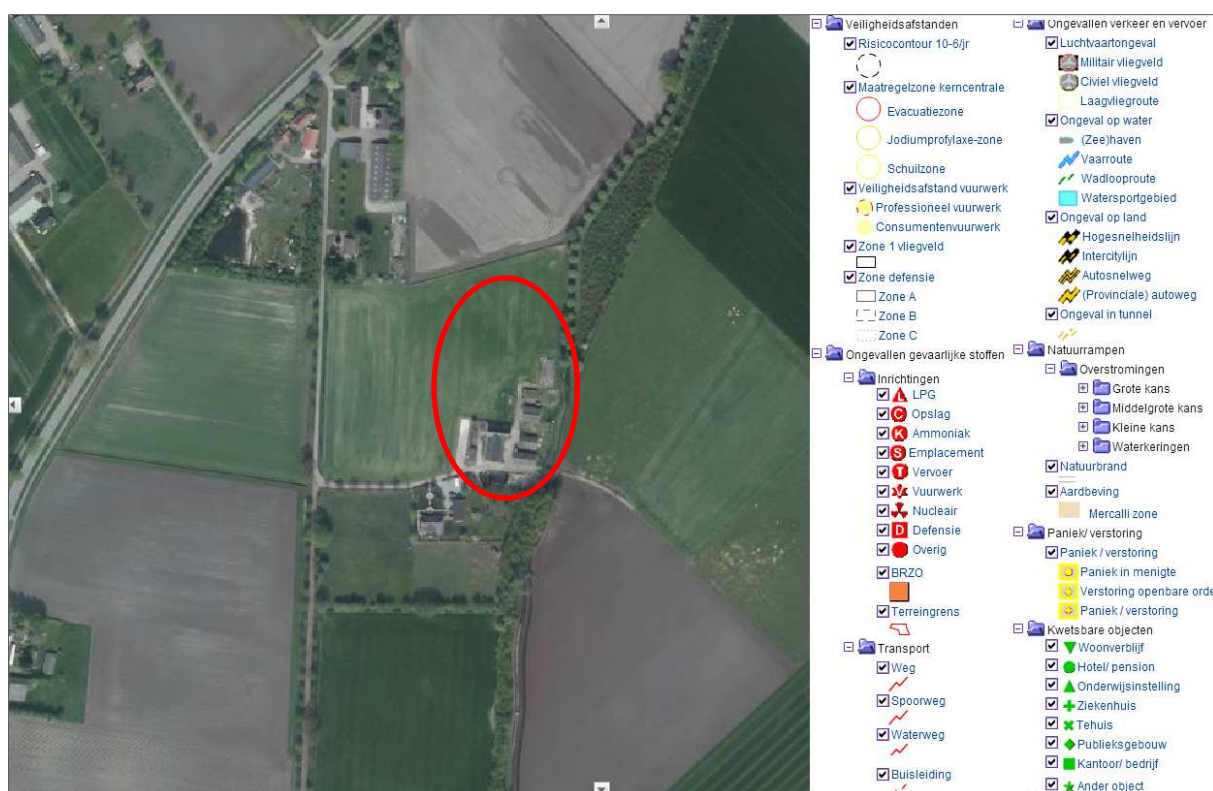 Veiligheidsafstanden
Risicocontour 10-6/jr
Maatregelzone kerncentrale
Evacuatiezone
Jodiumprofylaxe-zone
Schuilzone
Veiligheidsafstand vuurwerk
Professioneel vuurwerk
Consumentenvuurwerk
Zone 1 vliegveld
Zone defensie
Zone A
Zone B
Zone C
Ongevallen gevaarlijke stoffen
Inrichtingen
L LPG
C Opslag
K Ammoniak
S Emplacement
T Vervoer
Vuurwerk
Nucleair
D Defensie
Overig
BRZO
Terreingrens
Transport
Weg
Spoorweg
Waterweg
Buisleiding
Ongevallen verkeer en vervoer
Luchtvaartongeval
Militair vliegveld
Civiel vliegveld
Laagvliegroute
Ongeval op water
(Zee)haven
Vaarroute
Wadlooproute
Watersportgebied
Ongeval op land
Hogesnelheidslijn
Intercitylijn
Autosnelweg
(Provinciale) autoweg
Ongeval in tunnel
Natuurrampen
Overstromingen
Grote kans
Middelgrote kans
Kleine kans
Waterkeringen
Natuurbrand
Aardbeving
Mercalli zone
Paniek/ verstoring
Paniek / verstoring
Paniek in menigte
Verstoring openbare orde
Paniek / verstoring
Kwetsbare objecten
Woonverblijf
Hotel/ pension
Onderwijsinstelling
Ziekenhuis
Tehuis
Publieksgebouw
Kantoor/ bedrijf
Ander object